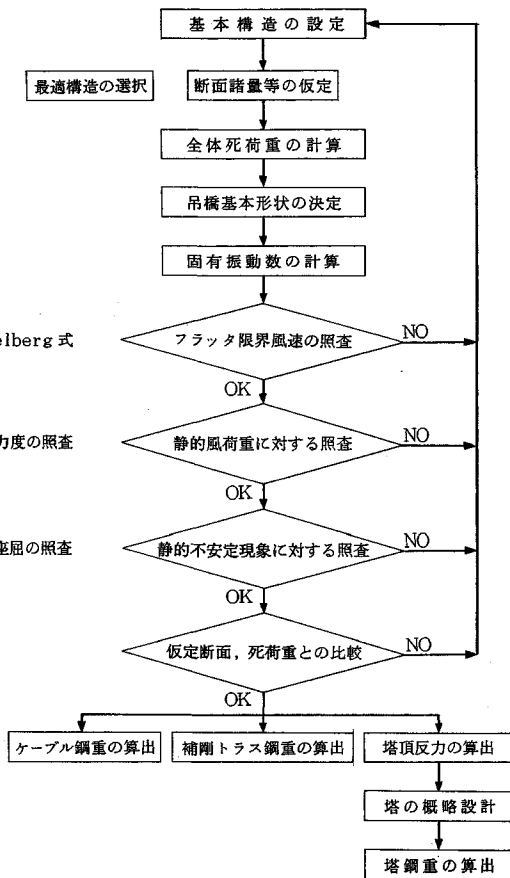 基本構造の設定
最適構造の選択
断面諸量等の仮定
全体死荷重の計算
吊橋基本形状の決定
固有振動数の計算
elberg 式
フラッタ限界風速の照査
NO
OK
力度の照査
静的風荷重に対する照査
NO
OK
座屈の照査
静的不安定現象に対する照査
NO
OK
仮定断面，死荷重との比較
NO
OK
ケーブル鋼重の算出
補剛トラス鋼重の算出
塔頂反力の算出
塔の概略設計
塔鋼重の算出